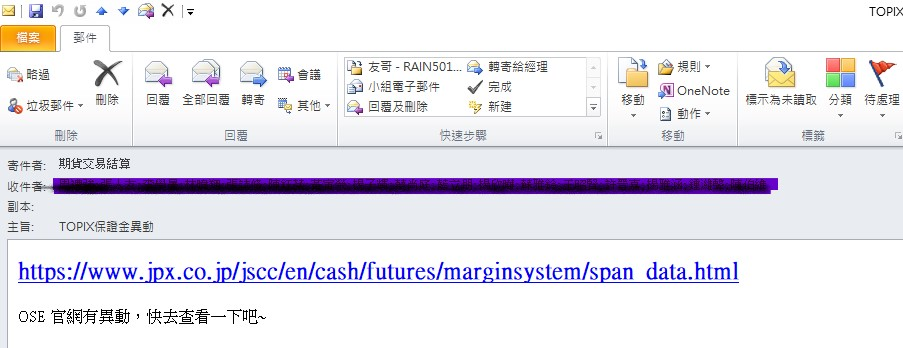 TOPIX
檔案
郵件
略過
垃圾郵件
刪除
刪除
回覆
全部回覆
轉寄
會議
其他
回覆
友哥 - RAIN501...
轉寄給經理
小組電子郵件
完成
回覆及刪除
新建
快速步驟
移動
規則
OneNote
動作
移動
標示為未讀取
分類
待處理
標籤
寄件者: 期貨交易結算
收件者:
副本:
主旨: TOPIX保證金異動
https://www.jpx.co.jp/jscc/en/cash/futures/marginsystem/span_data.html
OSE 官網有異動，快去查看一下吧~